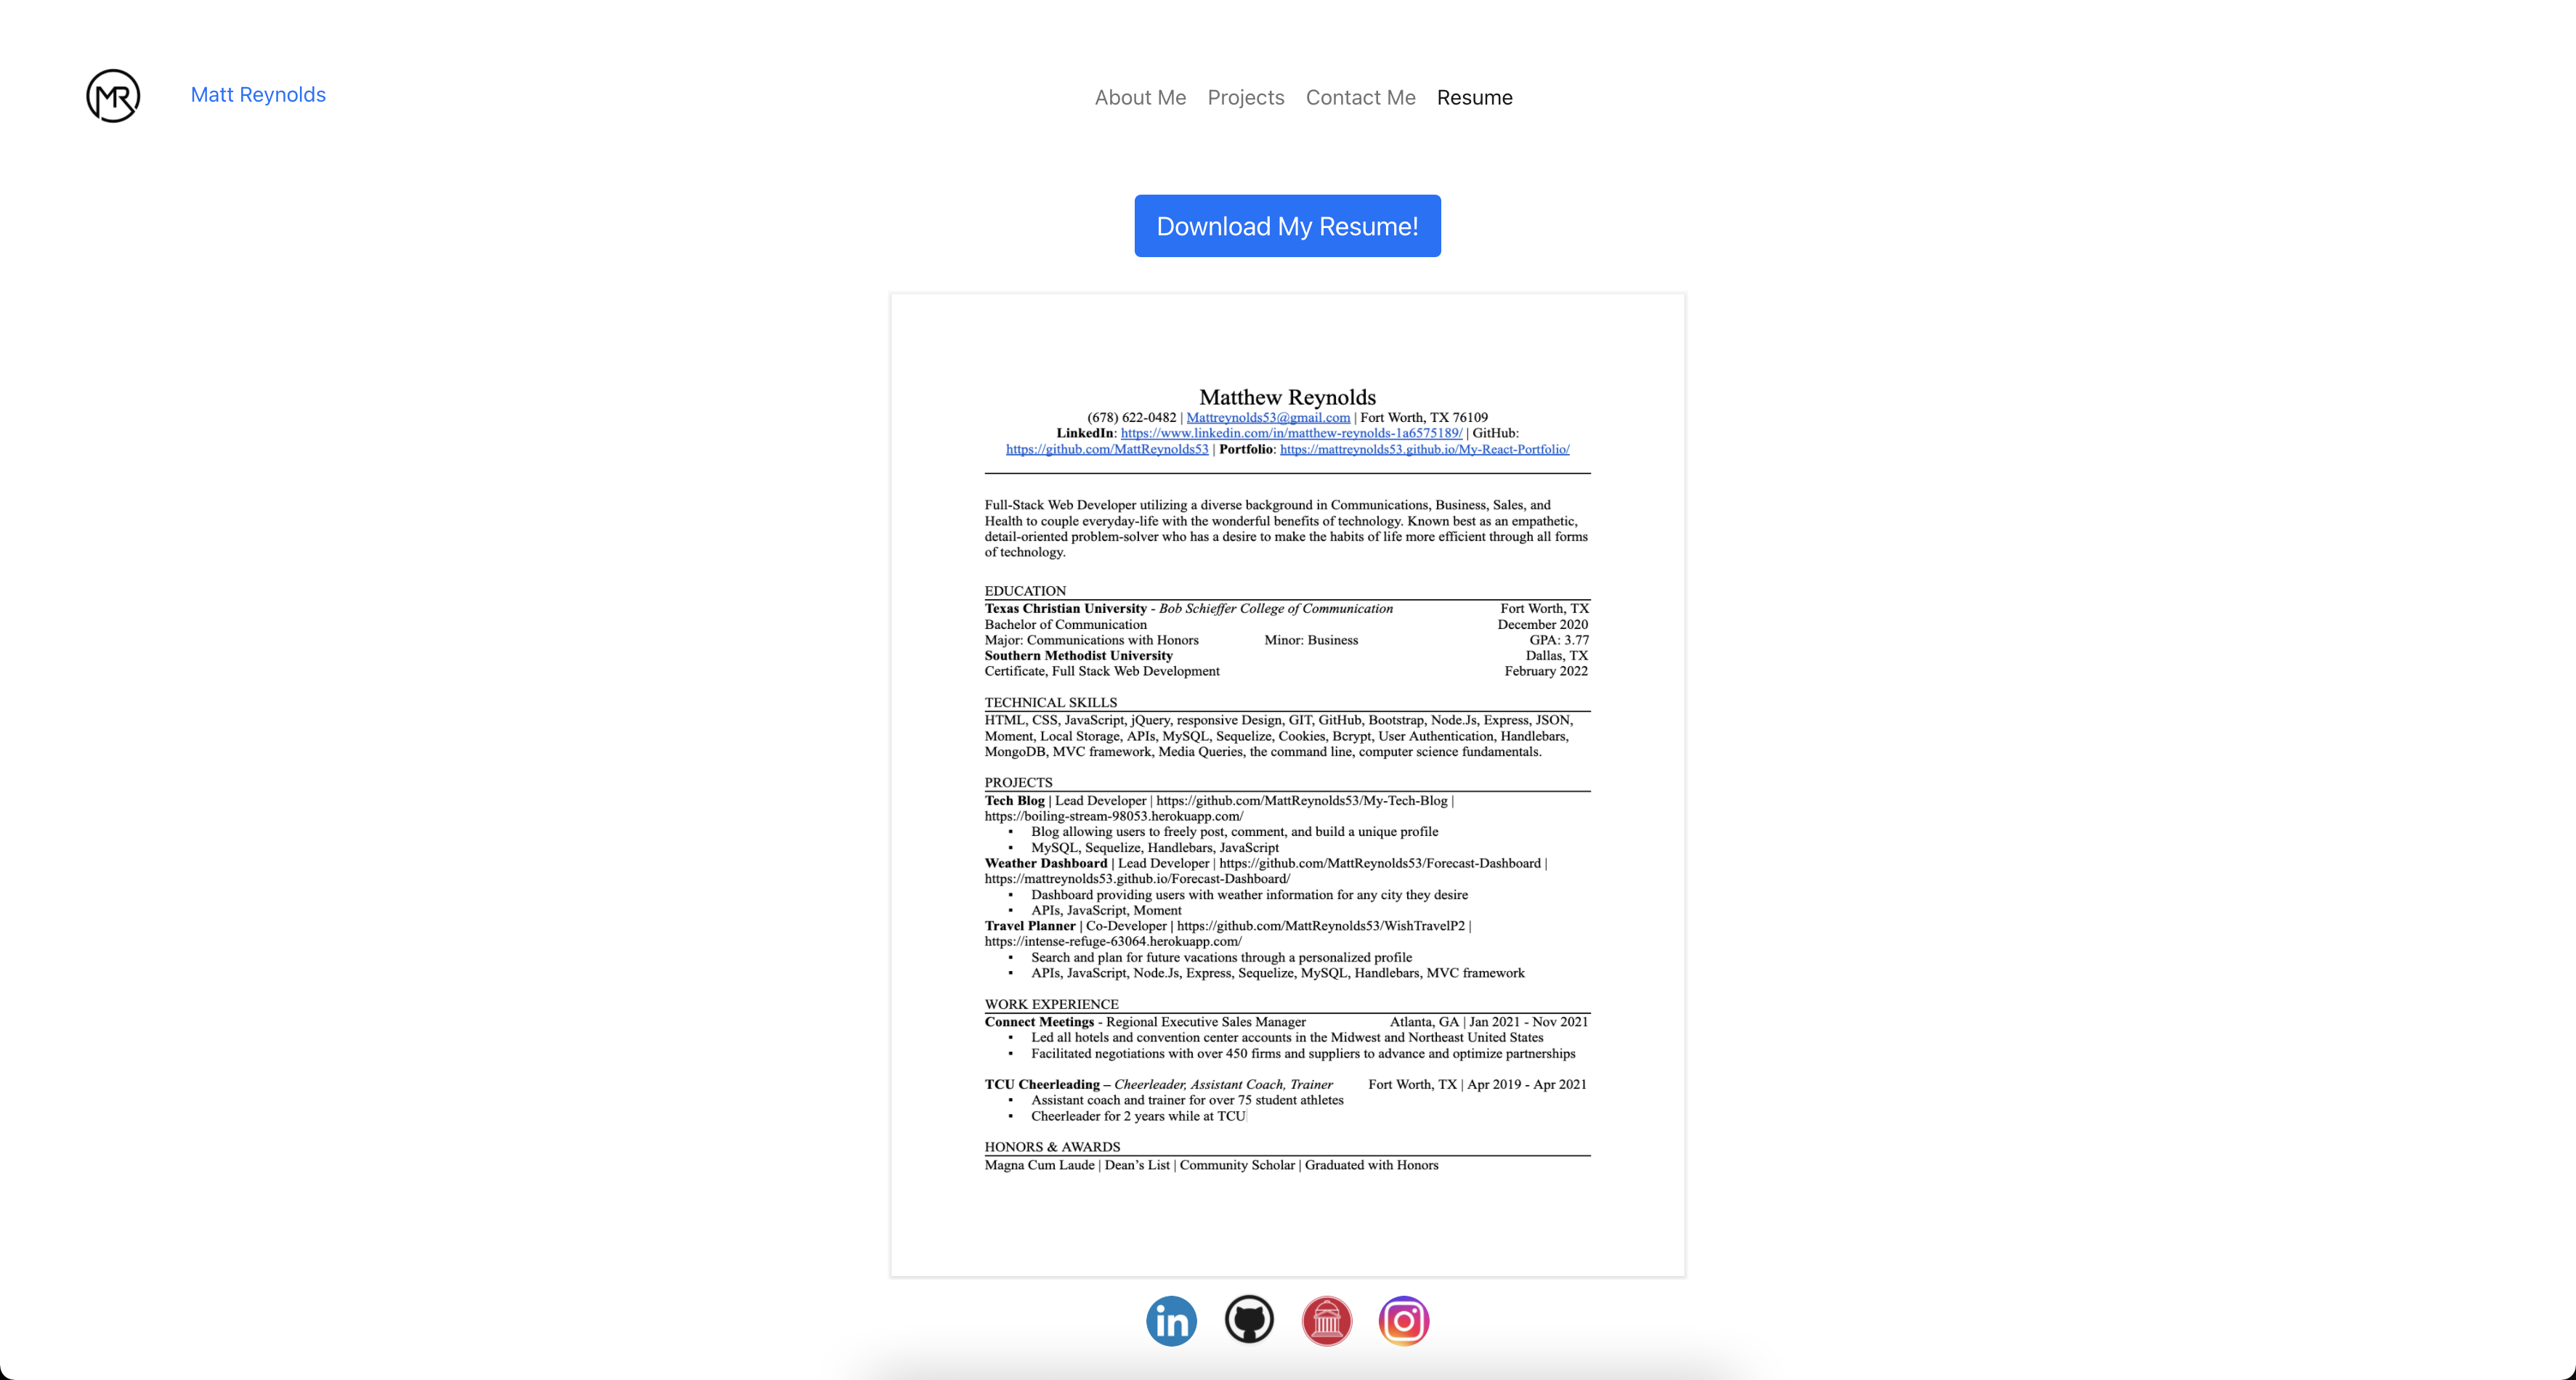 MR
Matt Reynolds
About Me Projects Contact Me Resume
Download My Resume!
Matthew Reynolds
(678) 622-0482 | Mattreynolds53@gmail.com | Fort Worth, TX 76109
LinkedIn: https://www.linkedin.com/in/matthew-reynolds-1a6575189/ | GitHub:
https://github.com/MattReynolds53 | Portfolio: https://mattreynolds53.github.io/My-React-Portfolio/
Full-Stack Web Developer utilizing a diverse background in Communications, Business, Sales, and
Health to couple everyday-life with the wonderful benefits of technology. Known best as an empathetic,
detail-oriented problem-solver who has a desire to make the habits of life more efficient through all forms
of technology.
EDUCATION
Texas Christian University - Bob Schieffer College of Communication Fort Worth, TX
Bachelor of Communication December 2020
Major: Communications with Honors Minor: Business GPA: 3.77
Southern Methodist University Dallas, TX
Certificate, Full Stack Web Development February 2022
TECHNICAL SKILLS
HTML, CSS, JavaScript, jQuery, responsive Design, GIT, GitHub, Bootstrap, Node.Js, Express, JSON,
Moment, Local Storage, APIs, MySQL, Sequelize, Cookies, Bcrypt, User Authentication, Handlebars,
MongoDB, MVC framework, Media Queries, the command line, computer science fundamentals.
PROJECTS
Tech Blog | Lead Developer | https://github.com/MattReynolds53/My-Tech-Blog |
https://boiling-stream-98053.herokuapp.com/
▪ Blog allowing users to freely post, comment, and build a unique profile
▪ MySQL, Sequelize, Handlebars, JavaScript
Weather Dashboard | Lead Developer | https://github.com/MattReynolds53/Forecast-Dashboard |
https://mattreynolds53.github.io/Forecast-Dashboard/
▪ Dashboard providing users with weather information for any city they desire
▪ APIs, JavaScript, Moment
Travel Planner | Co-Developer | https://github.com/MattReynolds53/WishTravelP2 |
https://intense-refuge-63064.herokuapp.com/
▪ Search and plan for future vacations through a personalized profile
▪ APIs, JavaScript, Node.Js, Express, Sequelize, MySQL, Handlebars, MVC framework
WORK EXPERIENCE
Connect Meetings - Regional Executive Sales Manager Atlanta, GA | Jan 2021 - Nov 2021
▪ Led all hotels and convention center accounts in the Midwest and Northeast United States
▪ Facilitated negotiations with over 450 firms and suppliers to advance and optimize partnerships
TCU Cheerleading – Cheerleader, Assistant Coach, Trainer Fort Worth, TX | Apr 2019 - Apr 2021
▪ Assistant coach and trainer for over 75 student athletes
▪ Cheerleader for 2 years while at TCU
HONORS & AWARDS
Magna Cum Laude | Dean’s List | Community Scholar | Graduated with Honors
in